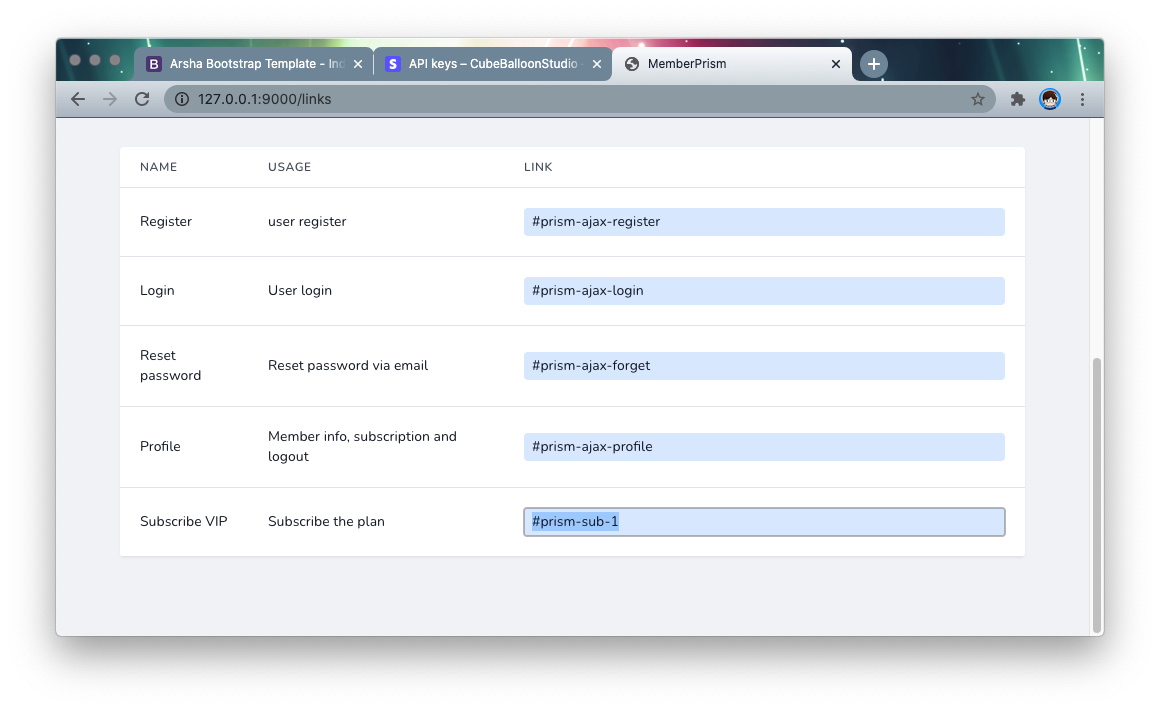 Arsha Bootstrap Template - Ind
API keys – CubeBalloonStudio
MemberPrism
127.0.0.1:9000/links
NAME USAGE LINK
Register user register #prism-ajax-register
Login User login #prism-ajax-login
Reset
password
Reset password via email #prism-ajax-forget
Profile
Member info, subscription and
logout
#prism-ajax-profile
Subscribe VIP Subscribe the plan #prism-sub-1